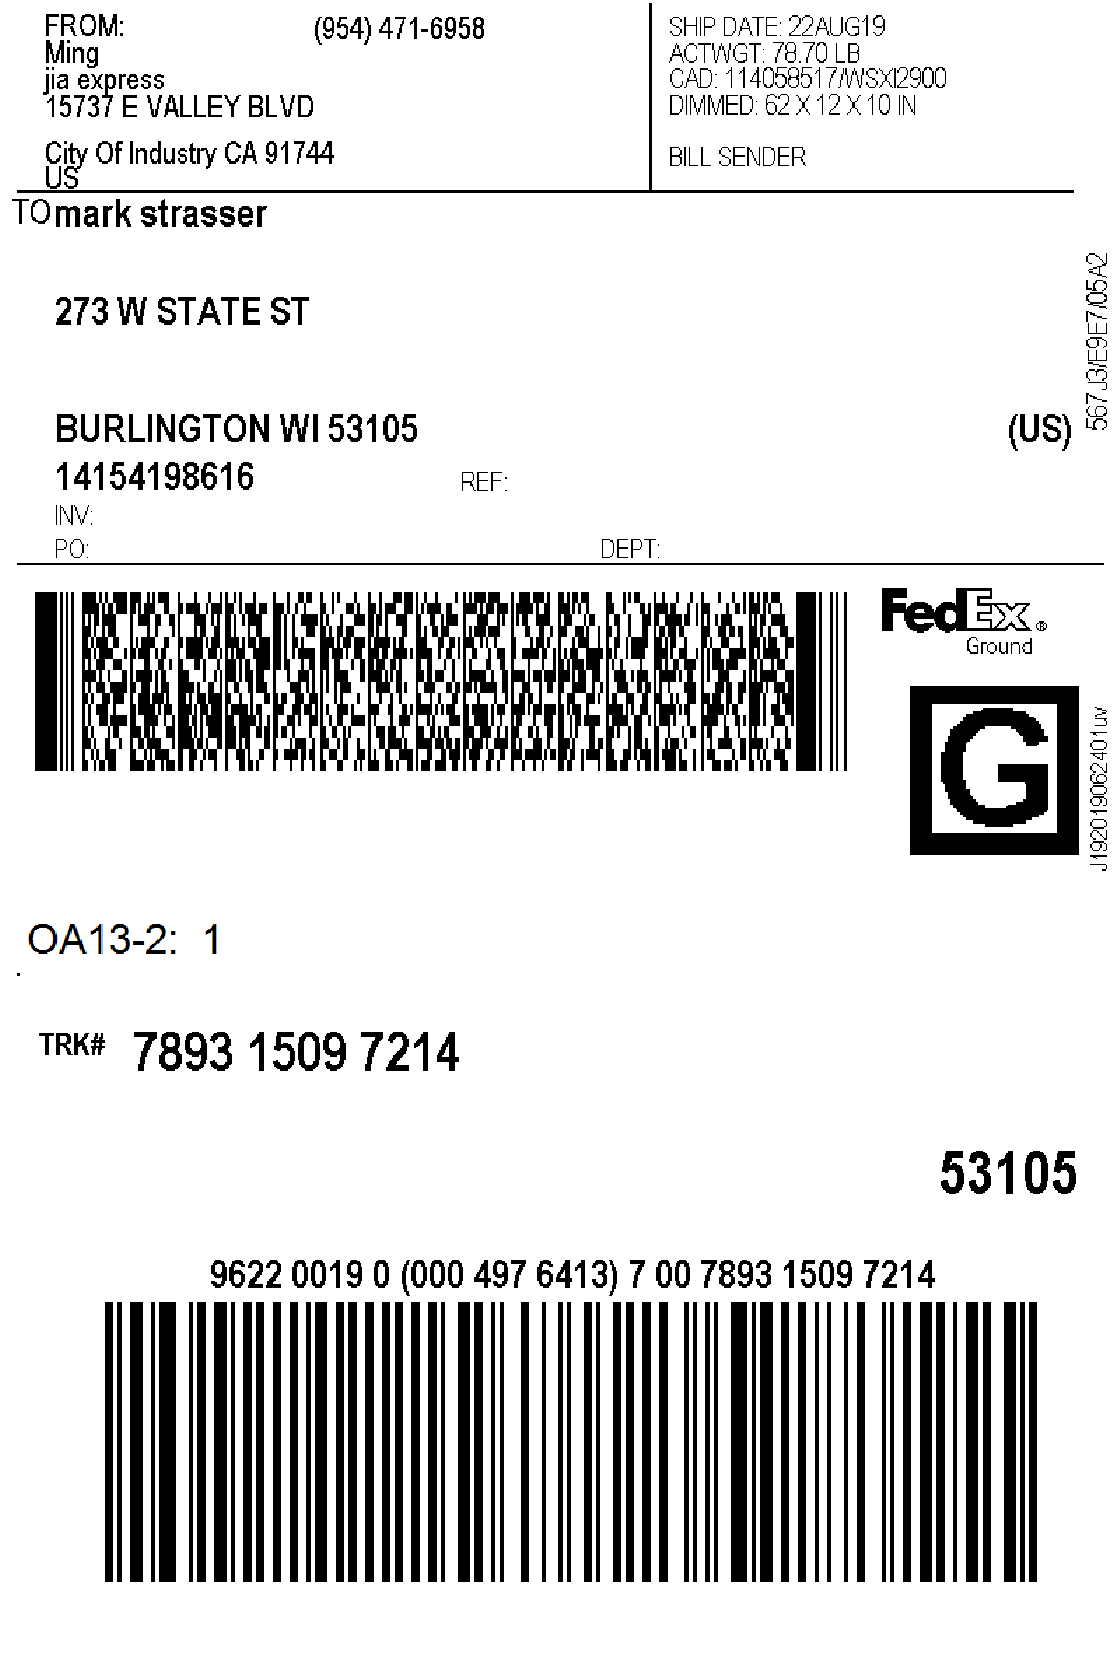 FROM: (954) 471-6958
Ming
jia express
15737 E VALLEY BLVD
City Of Industry CA 91744
US
SHIP DATE: 22AUG19
ACTWGT: 78.70 LB
CAD: 114058517/WSXI2900
DIMMED: 62 X 12 X 10 IN
BILL SENDER
TO mark strasser
273 W STATE ST
BURLINGTON WI 53105 (US)
14154198616 REF:
INV:
PO: DEPT:
567J3/E9E7/05A2
FedEx®
Ground
G
J192019062401uv
OA13-2: 1
.
TRK# 7893 1509 7214
53105
9622 0019 0 (000 497 6413) 7 00 7893 1509 7214